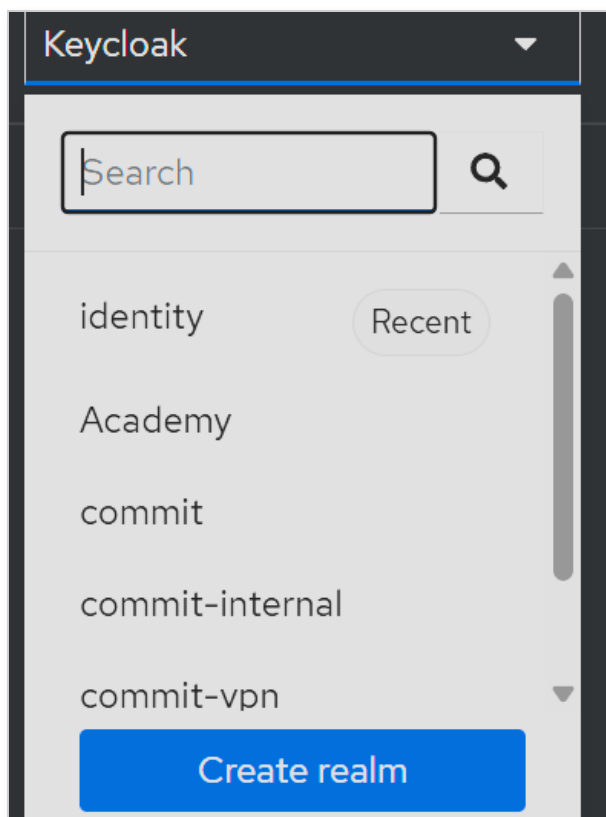 Keycloak
Search
identity Recent
Academy
commit
commit-internal
commit-vpn
Create realm